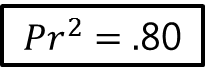 Pr² = .80